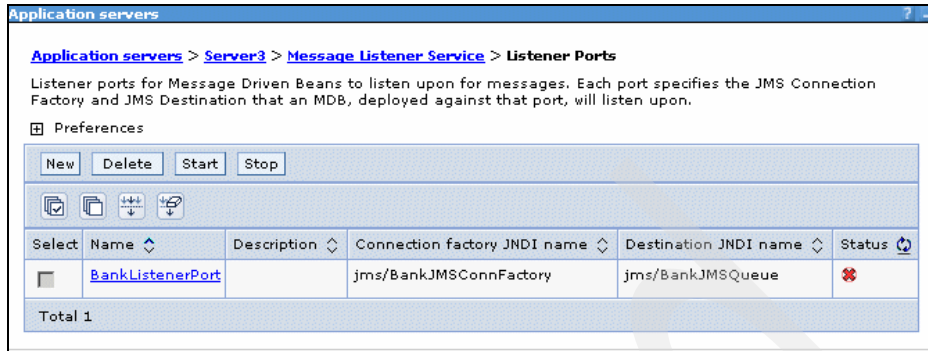 Application servers ? -
Application servers > Server3 > Message Listener Service > Listener Ports
Listener ports for Message Driven Beans to listen upon for messages. Each port specifies the JMS Connection
Factory and JMS Destination that an MDB, deployed against that port, will listen upon.
Preferences
New Delete Start Stop
Select Name Description Connection factory JNDI name Destination JNDI name Status
BankListenerPort jms/BankJMSConnFactory jms/BankJMSQueue
Total 1